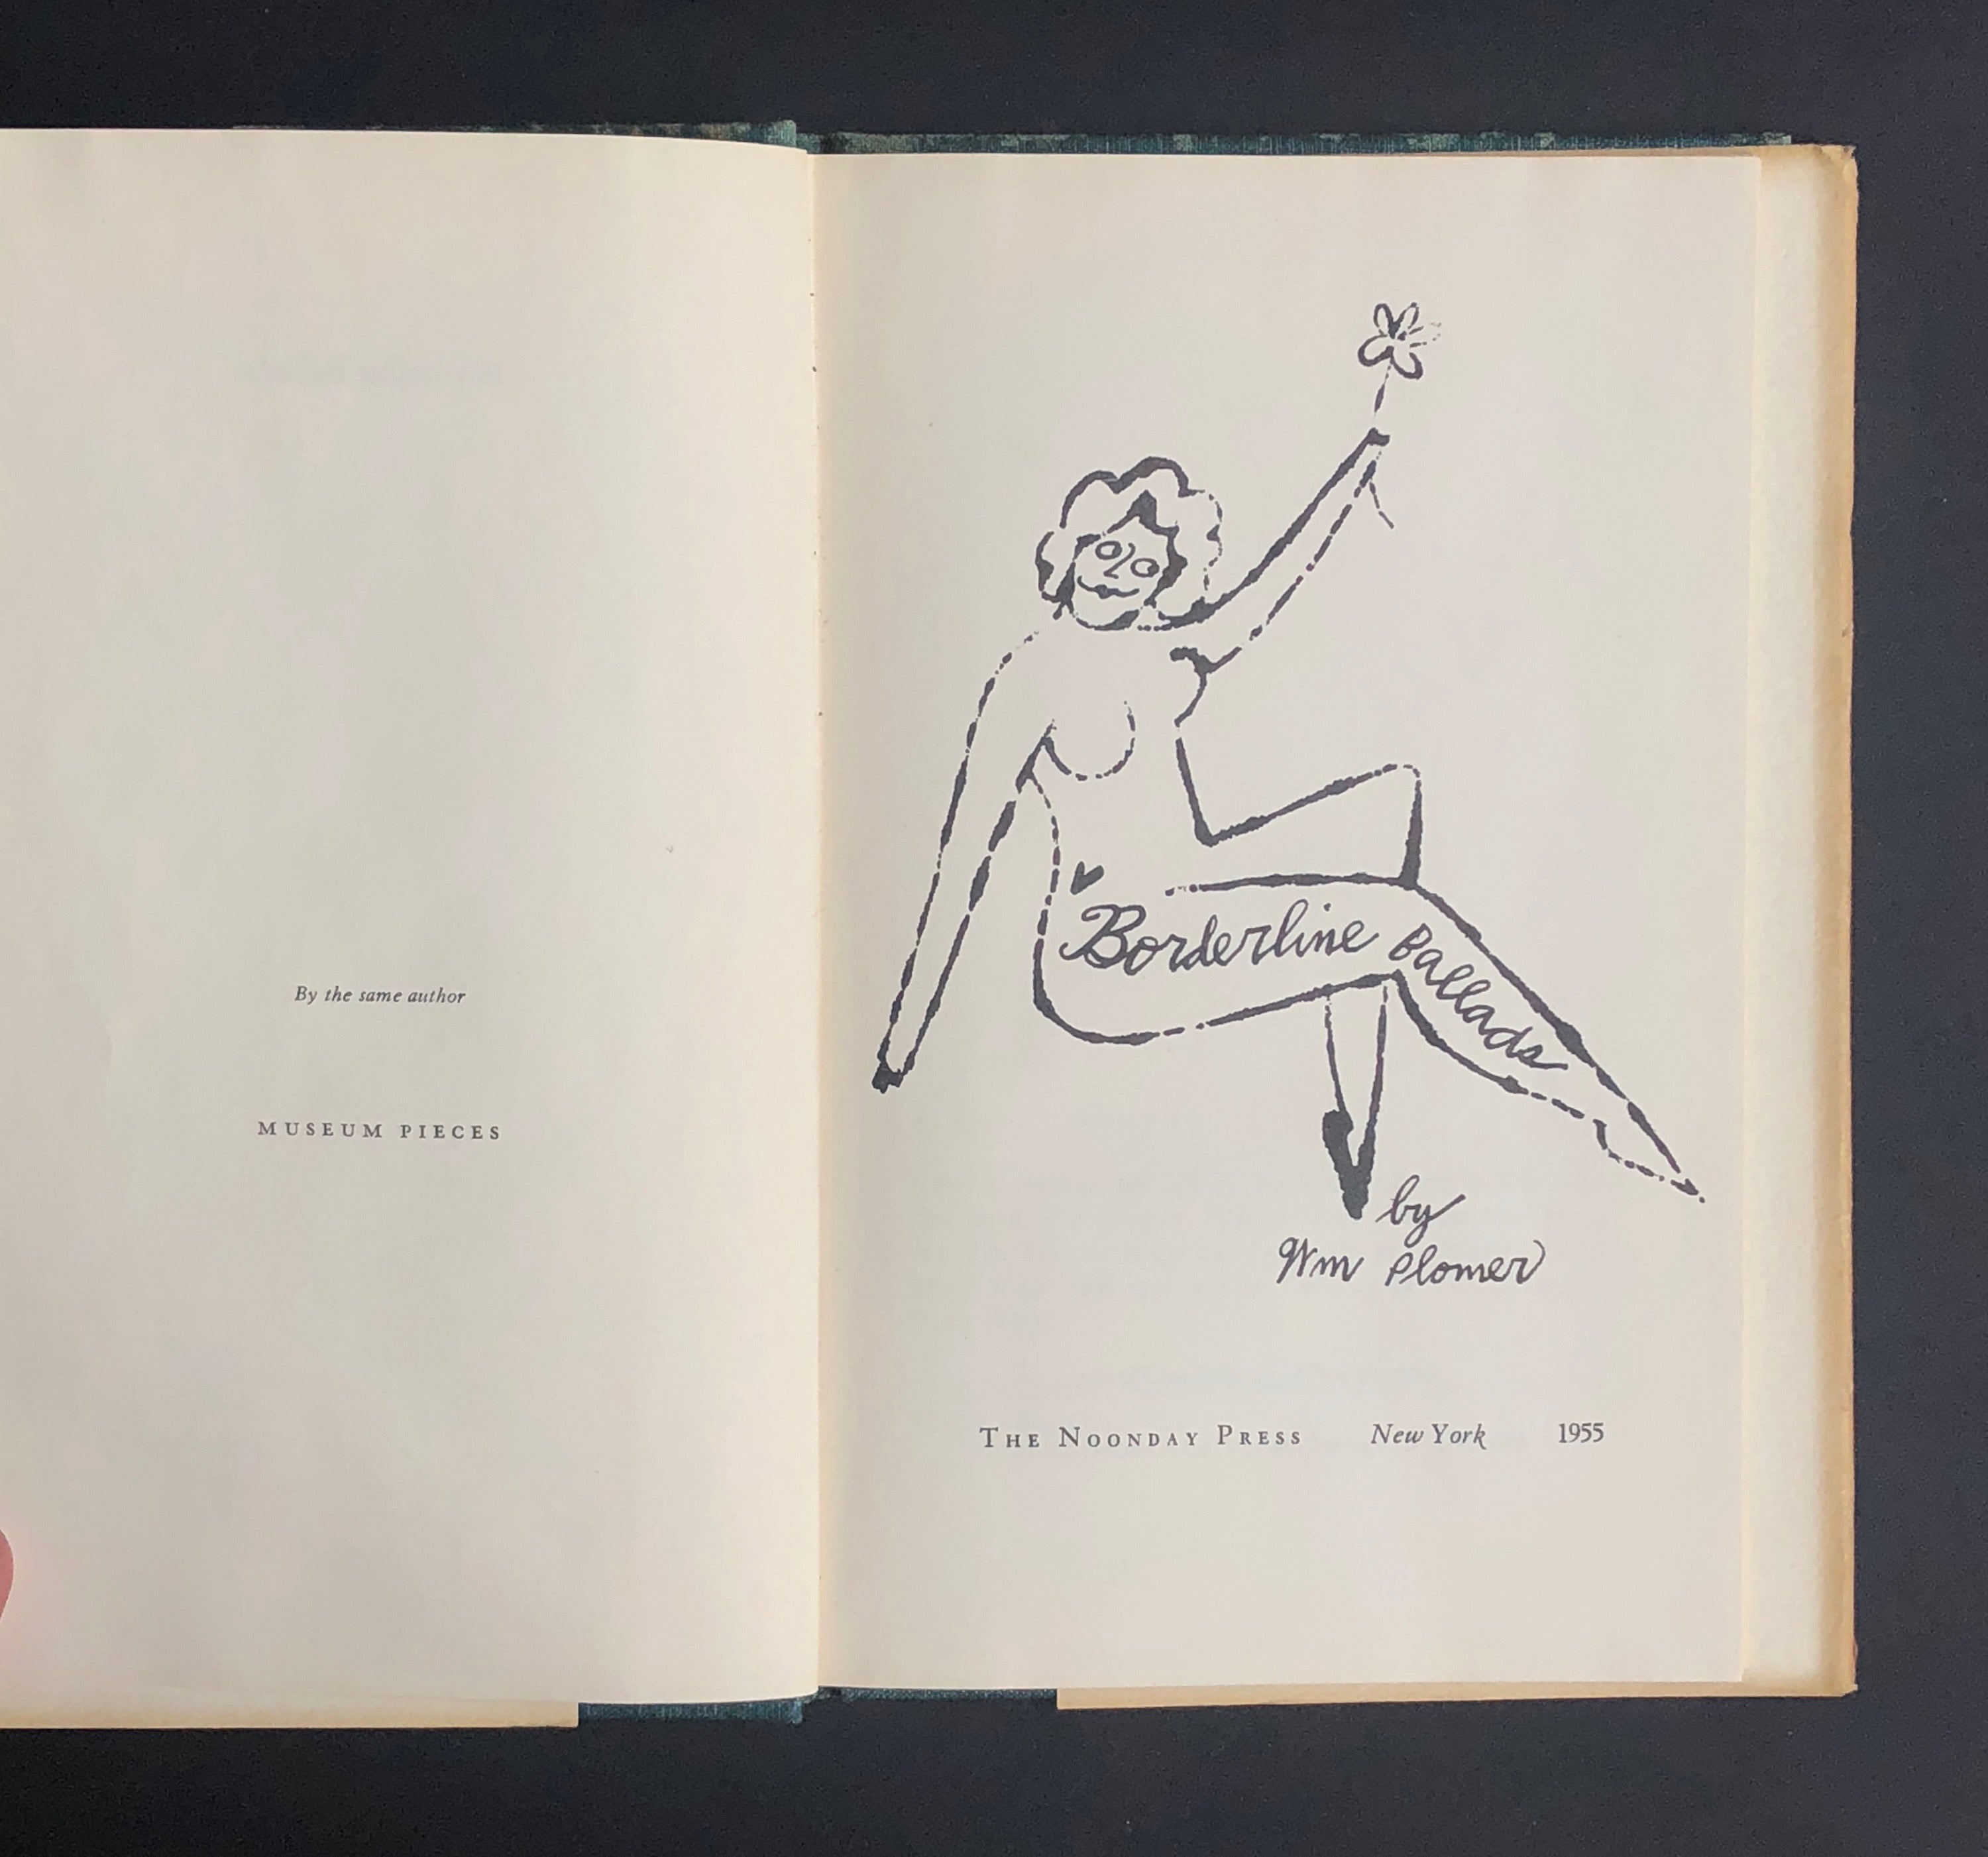 By the same author
MUSEUM PIECES
Borderline Ballads
by
Wm Plomer
THE NOONDAY PRESS New York 1955